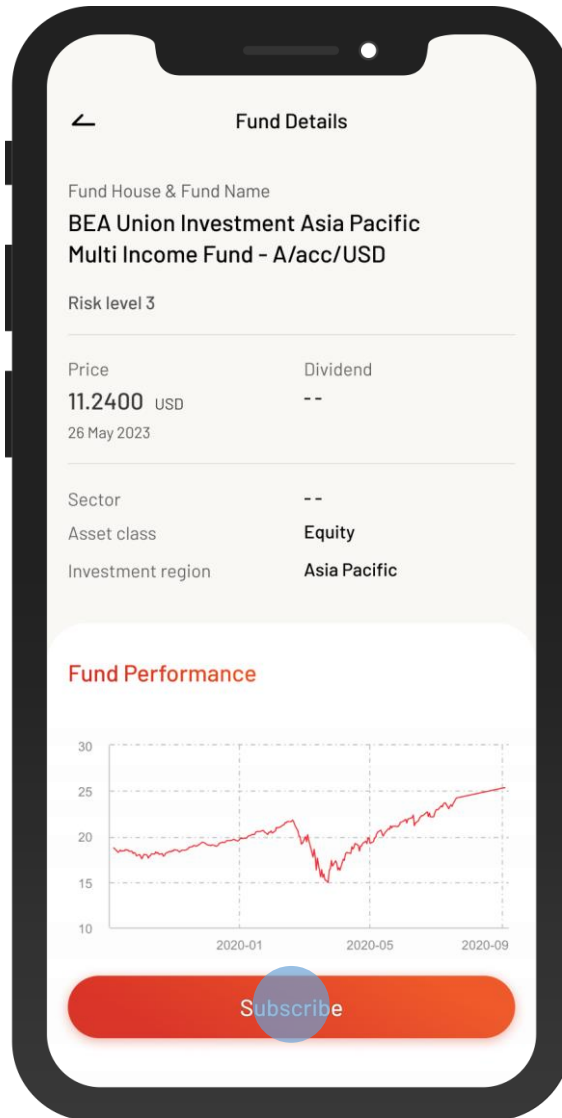 Fund Details
Fund House & Fund Name
BEA Union Investment Asia Pacific
Multi Income Fund - A/acc/USD
Risk level 3
Price
Dividend
11.2400 USD
--
26 May 2023
Sector
--
Asset class
Equity
Investment region
Asia Pacific
Fund Performance
30
25
20
15
10
2020-01
2020-05
2020-09
Subscribe